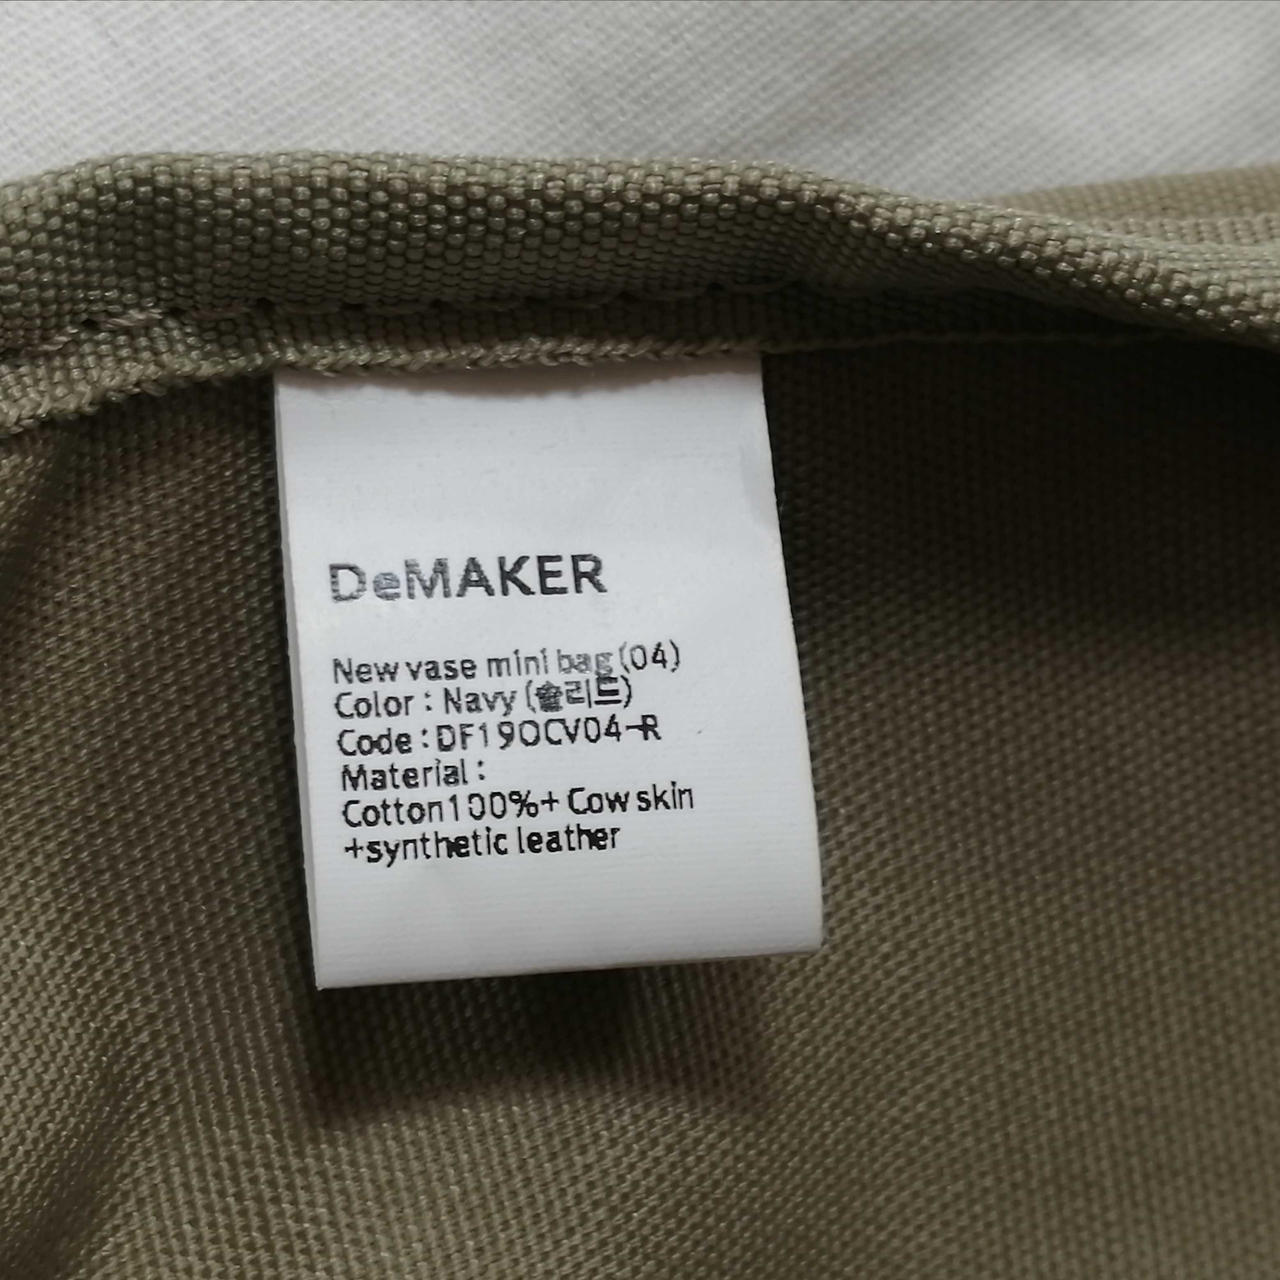 DeMAKER
New vase mini bag (04)
Color : Navy (솔리드)
Code : DF19OCV04-R
Material :
Cotton100%+ Cow skin
+synthetic leather